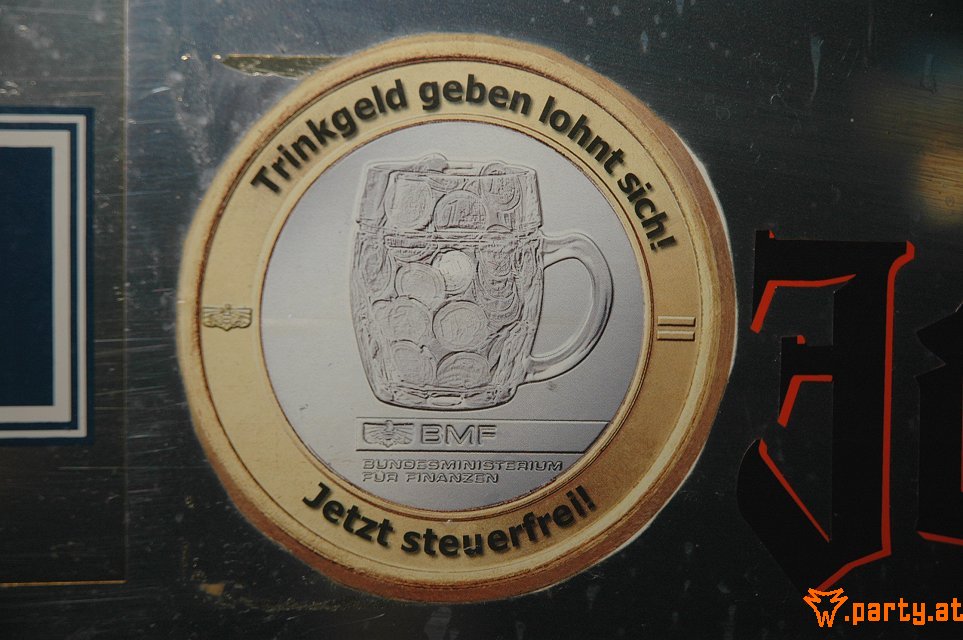 Trinkgeld geben lohnt sich!
BMF
BUNDESMINISTERIUM
FÜR FINANZEN
Jetzt steuerfrei!
.party.at